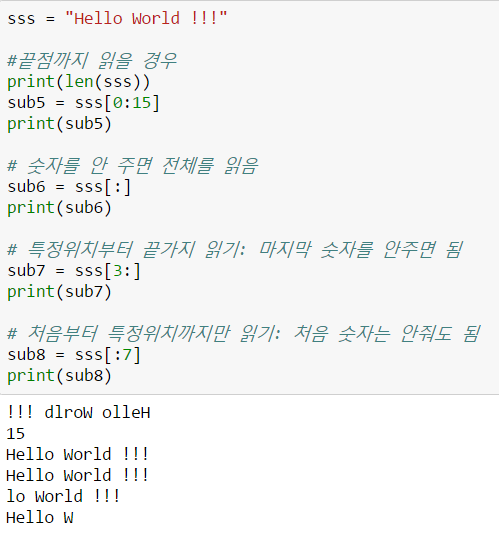 sss = "Hello World !!!"
#끝점까지 읽을 경우
print(len(sss))
sub5 = sss[0:15]
print(sub5)
# 숫자를 안 주면 전체를 읽음
sub6 = sss[:]
print(sub6)
# 특정위치부터 끝가지 읽기: 마지막 숫자를 안주면 됨
sub7 = sss[3:]
print(sub7)
# 처음부터 특정위치까지만 읽기: 처음 숫자는 안줘도 됨
sub8 = sss[:7]
print(sub8)
!!! dlroW olleH
15
Hello World !!!
Hello World !!!
lo World !!!
Hello W